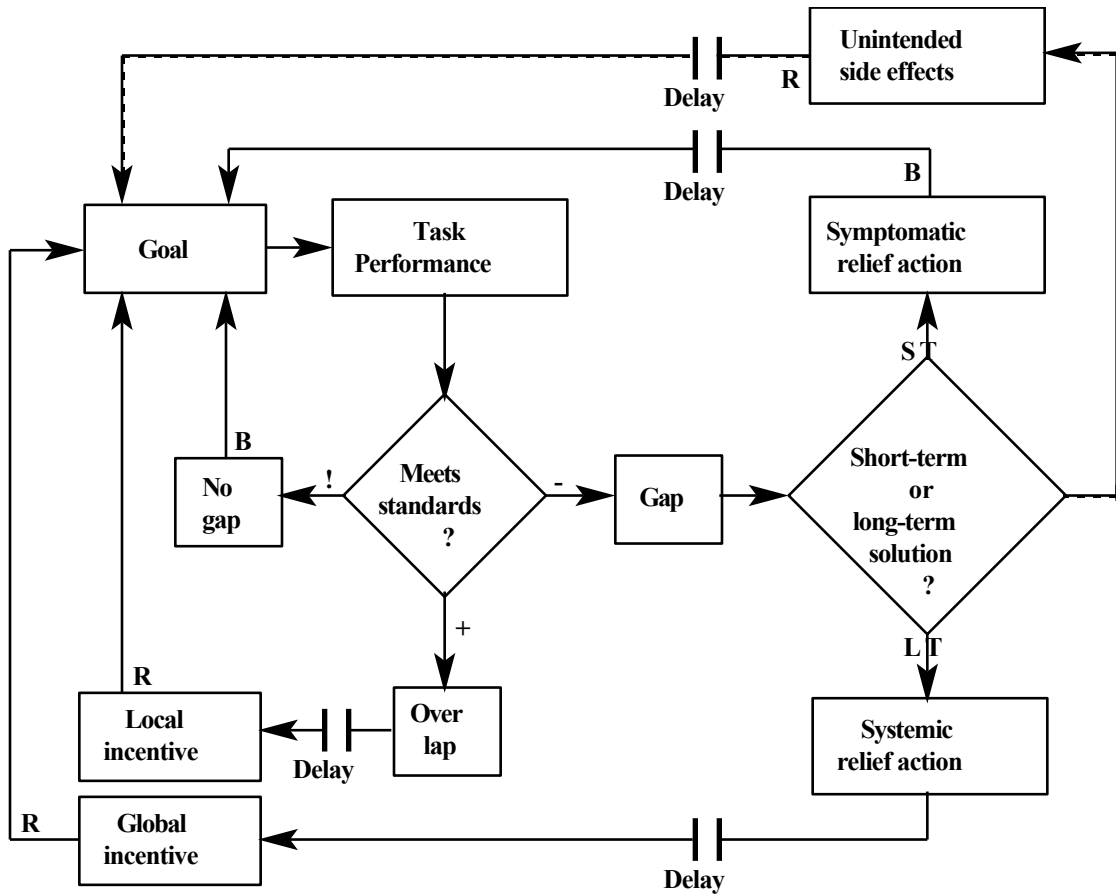 Unintended
side effects
R
Delay
B
Delay
Goal
Task
Performance
Symptomatic
relief action
S T
B
No
gap
!
Meets
standards
?
-
Gap
Short-term
or
long-term
solution
?
+
L T
R
Local
incentive
Delay
Over
lap
Systemic
relief action
R
Global
incentive
Delay